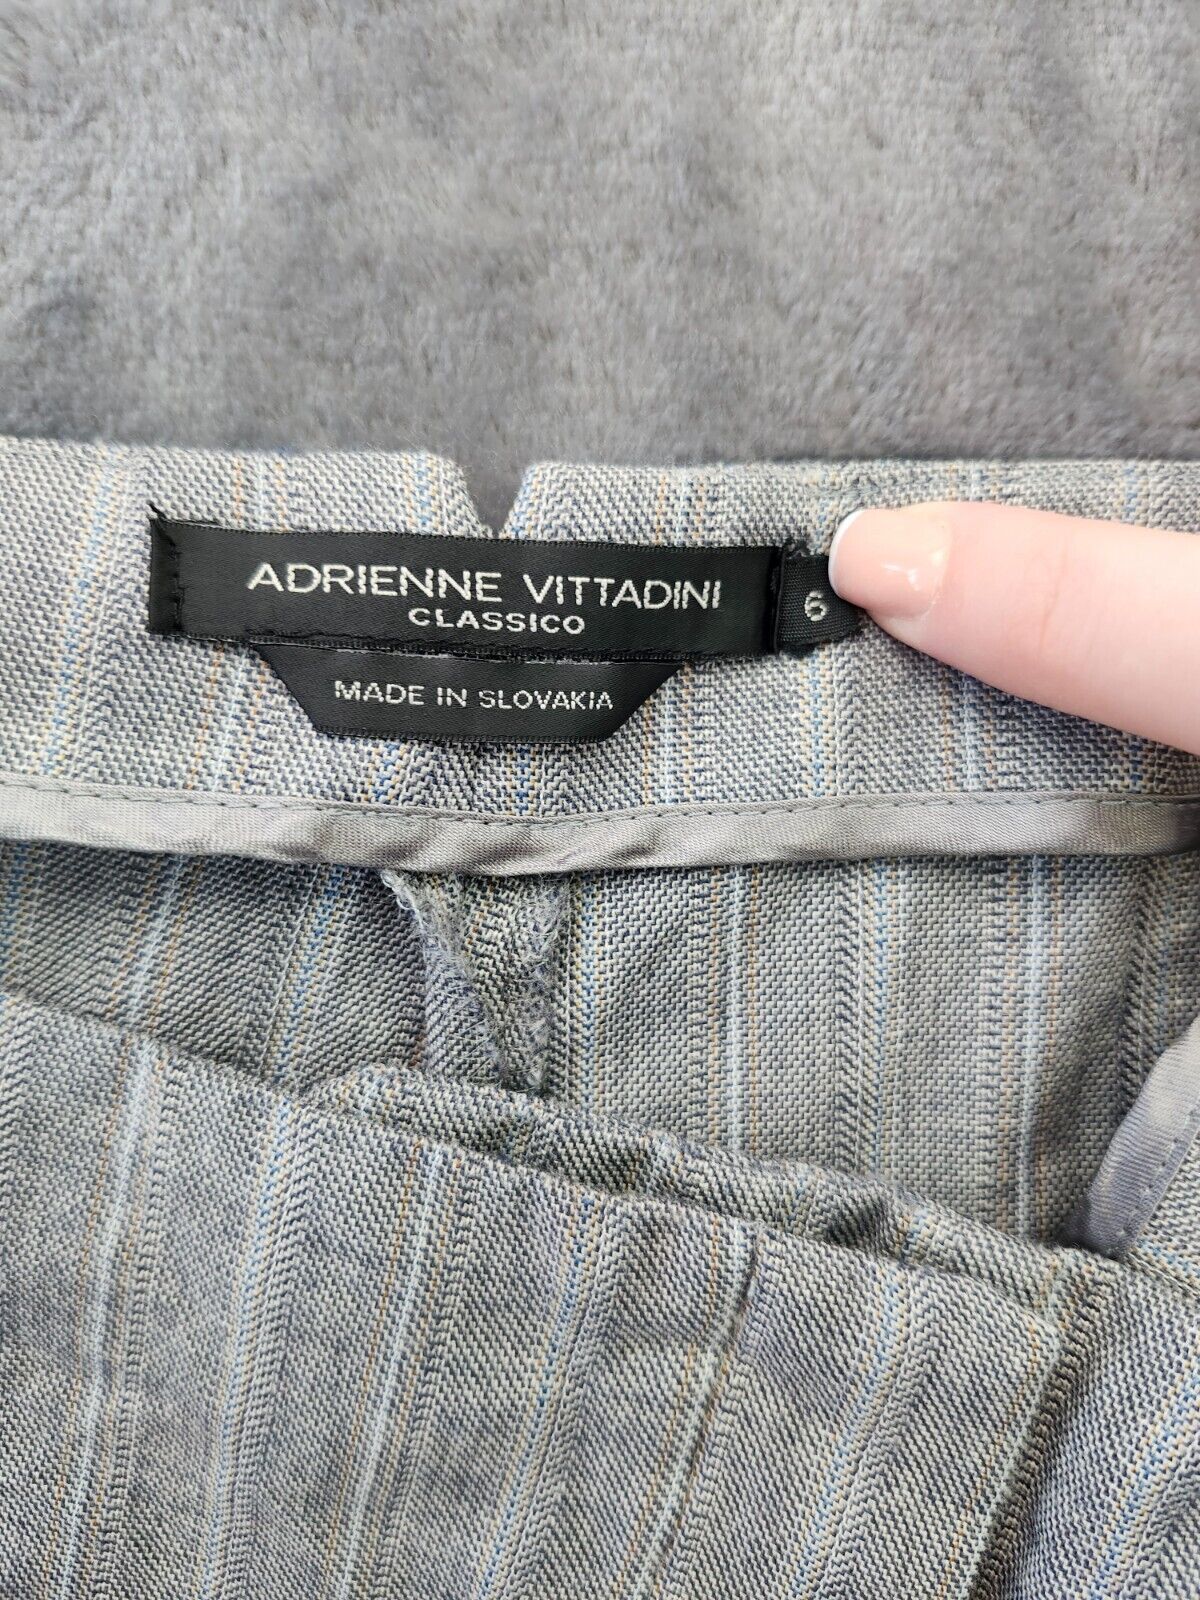 ADRIENNE VITTADINI
CLASSICO
6
MADE IN SLOVAKIA